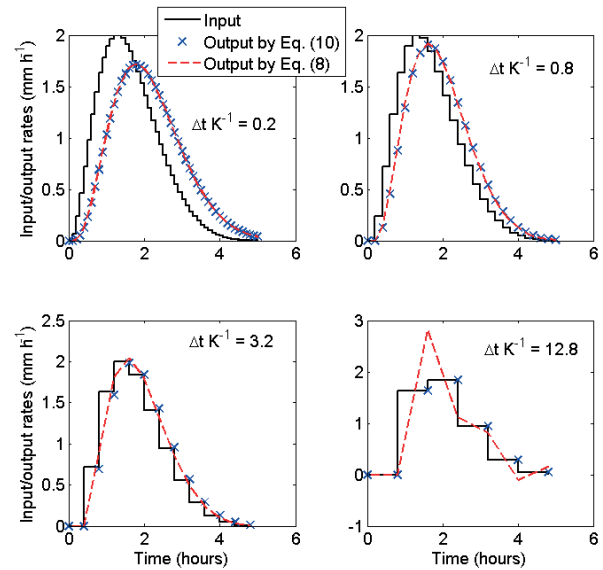 Input
Output by Eq. (10)
Output by Eq. (8)
Input/output rates (mm h-1)
2
1.5
1
0.5
0
0 2 4 6
Δt K-1 = 0.2
2
1.5
1
0.5
0
0 2 4 6
Δt K-1 = 0.8
Input/output rates (mm h-1)
2.5
2
1.5
1
0.5
0
0 2 4 6
Δt K-1 = 3.2
Time (hours)
3
2
1
0
-1
0 2 4 6
Δt K-1 = 12.8
Time (hours)